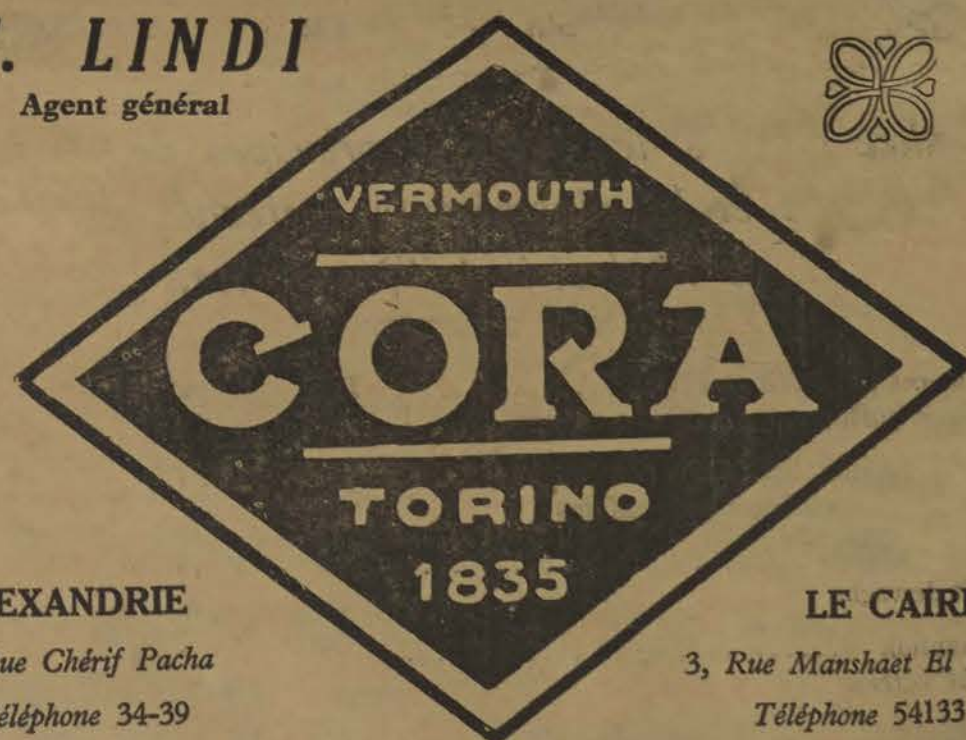 . LINDI
Agent général
VERMOUTH
CORA
TORINO
1835
EXANDRIE
ue Chérif Pacha
éléphone 34-39
LE CAIR
3, Rue Manshaet El
Téléphone 54133